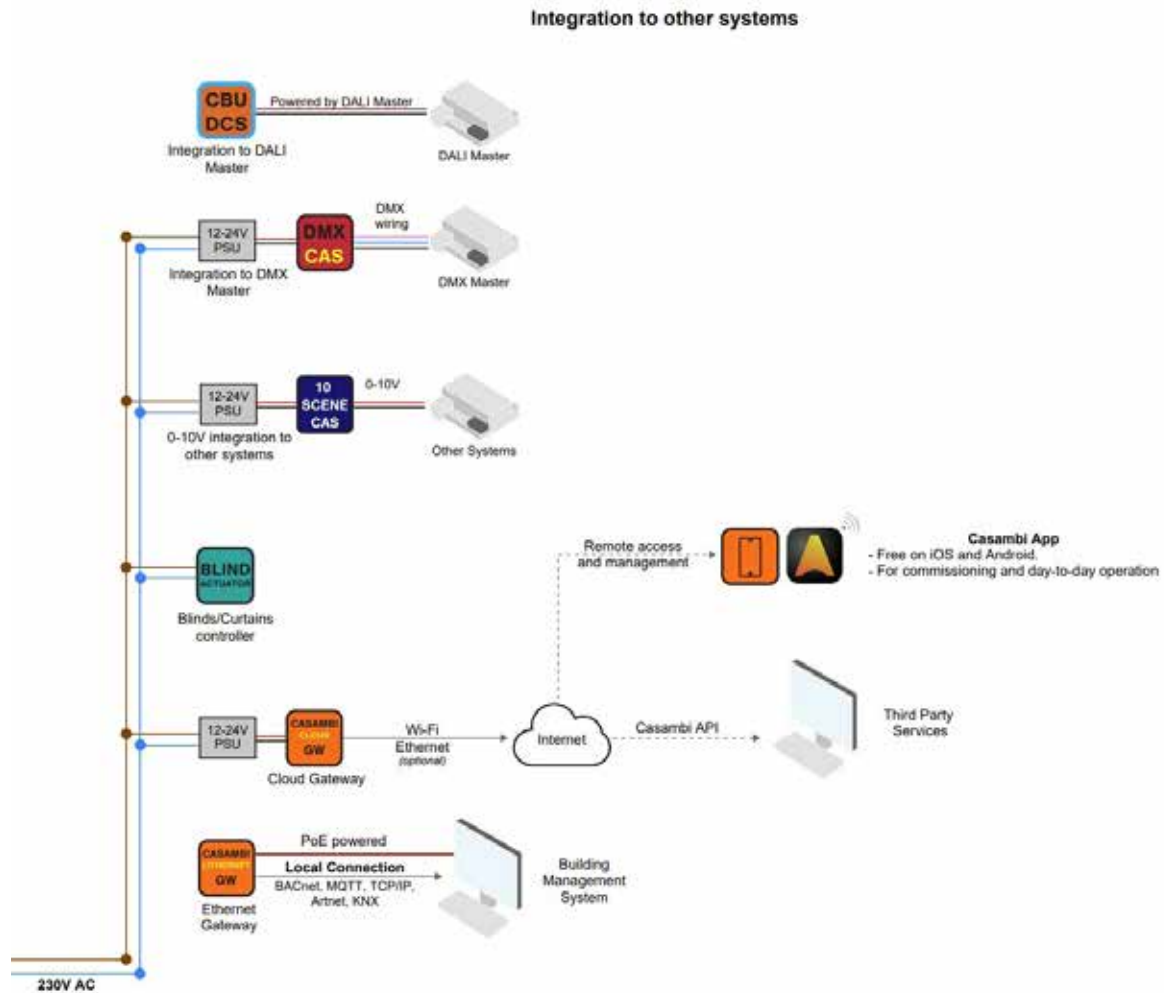 Integration to other systems
CBU
DCS
Powered by DALI Master
Integration to DALI
Master
DALI Master
12-24V
PSU
DMX
CAS
DMX
wiring
Integration to DMX
Master
DMX Master
12-24V
PSU
10
SCENE
CAS
0-10V
0-10V integration to
other systems
Other Systems
Remote access
and management
Casambi App
- Free on iOS and Android.
- For commissioning and day-to-day operation
BLIND
ACTUATOR
Blinds/Curtains
controller
12-24V
PSU
CASAMBI
CLOUD
GW
Cloud Gateway
Wi-Fi
Ethernet
(optional)
Internet
Casambi API
Third Party
Services
CASAMBI
ETHERNET
GW
Ethernet
Gateway
PoE powered
Local Connection
BACnet, MQTT, TCP/IP,
Artnet, KNX
Building
Management
System
230V AC